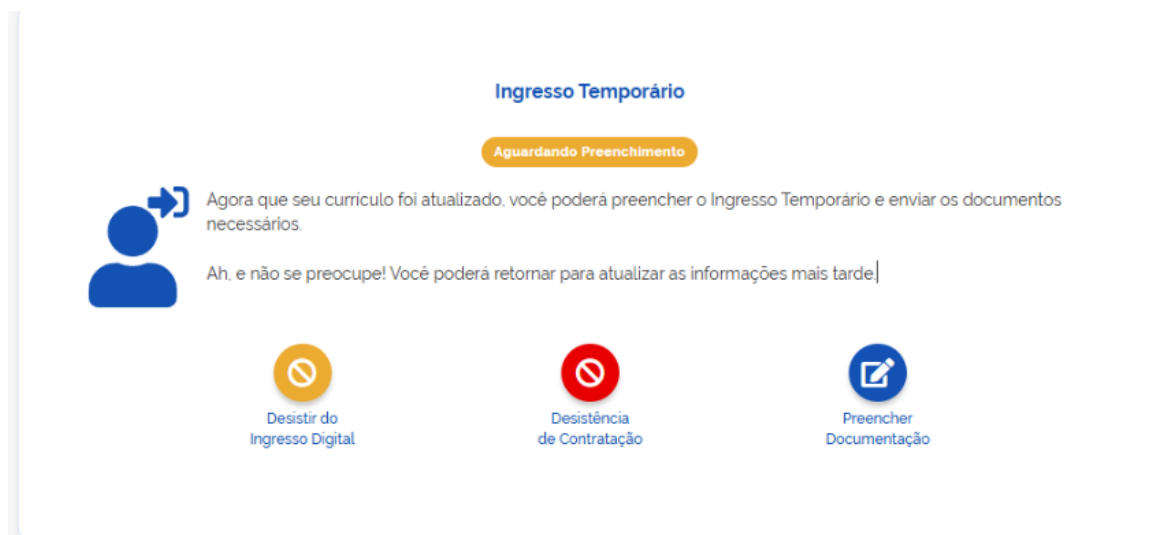 Ingresso Temporário
Aguardando Preenchimento
Agora que seu currículo foi atualizado, você poderá preencher o Ingresso Temporário e enviar os documentos
necessários.
Ah, e não se preocupe! Você poderá retornar para atualizar as informações mais tarde.
Desistir do
Ingresso Digital
Desistência
de Contratação
Preencher
Documentação